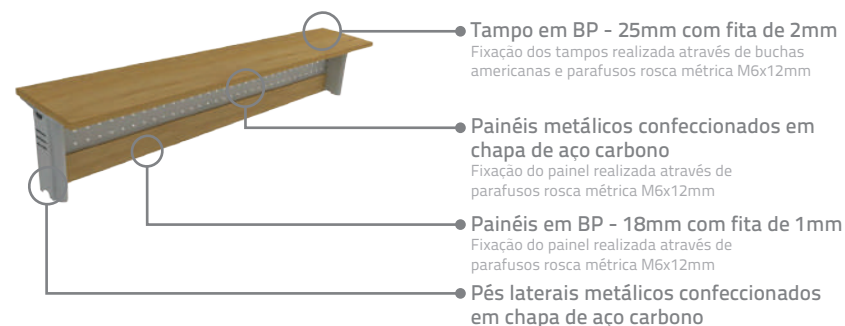 Tampo em BP - 25mm com fita de 2mm
Fixação dos tampos realizada através de buchas
americanas e parafusos rosca métrica M6x12mm
Painéis metálicos confeccionados em
chapa de aço carbono
Fixação do painel realizada através de
parafusos rosca métrica M6x12mm
Painéis em BP - 18mm com fita de 1mm
Fixação do painel realizada através de
parafusos rosca métrica M6x12mm
Pés laterais metálicos confeccionados
em chapa de aço carbono